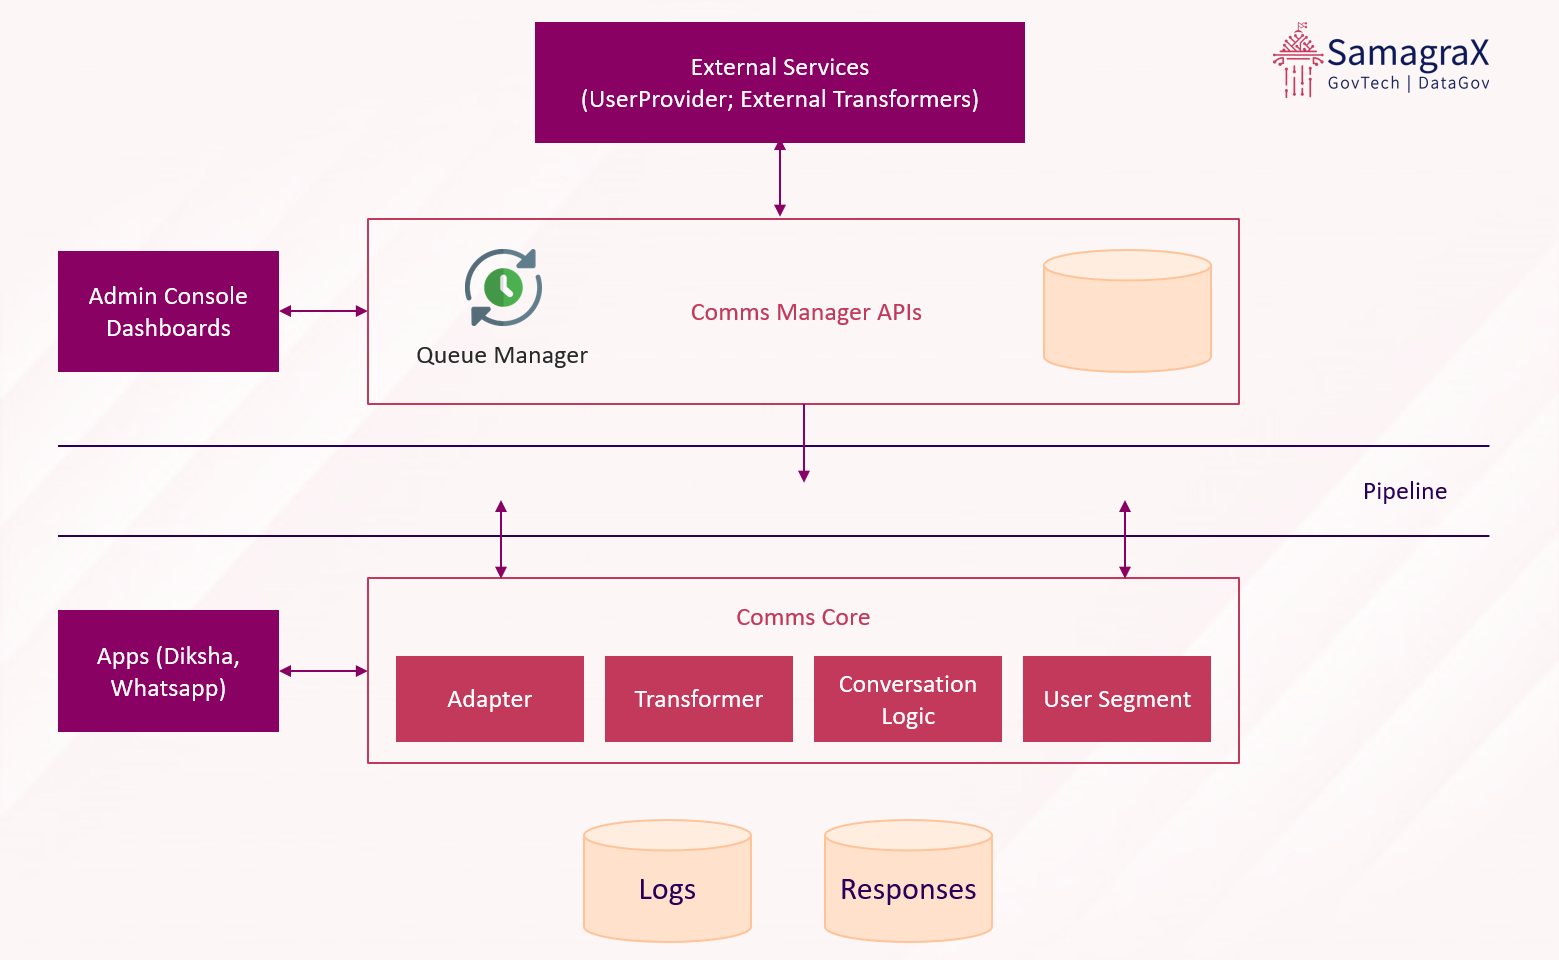 External Services
(UserProvider; External Transformers)
SamagraX
GovTech | DataGov
Admin Console
Dashboards
Queue Manager
Comms Manager APIs
Pipeline
Apps (Diksha,
Whatsapp)
Comms Core
Adapter
Transformer
Conversation
Logic
User Segment
Logs
Responses